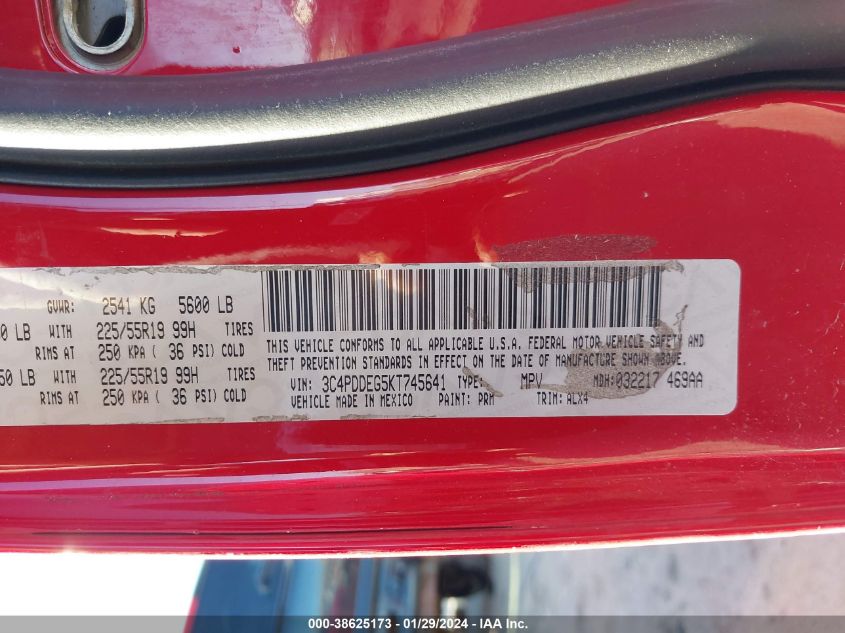 GVWR: 2541 KG 5600 LB
0 LB WITH 225/55R19 99H TIRES
RIMS AT 250 KPA ( 36 PSI) COLD
50 LB WITH 225/55R19 99H TIRES
RIMS AT 250 KPA ( 36 PSI) COLD
THIS VEHICLE CONFORMS TO ALL APPLICABLE U.S.A. FEDERAL MOTOR VEHICLE SAFETY AND
THEFT PREVENTION STANDARDS IN EFFECT ON THE DATE OF MANUFACTURE SHOWN ABOVE.
VIN: 3C4PDDEG5KT745641 TYPE: MPV MDH: 032217 469AA
VEHICLE MADE IN MEXICO PAINT: PRM TRIM: ALX4
000-38625173 - 01/29/2024 - IAA Inc.